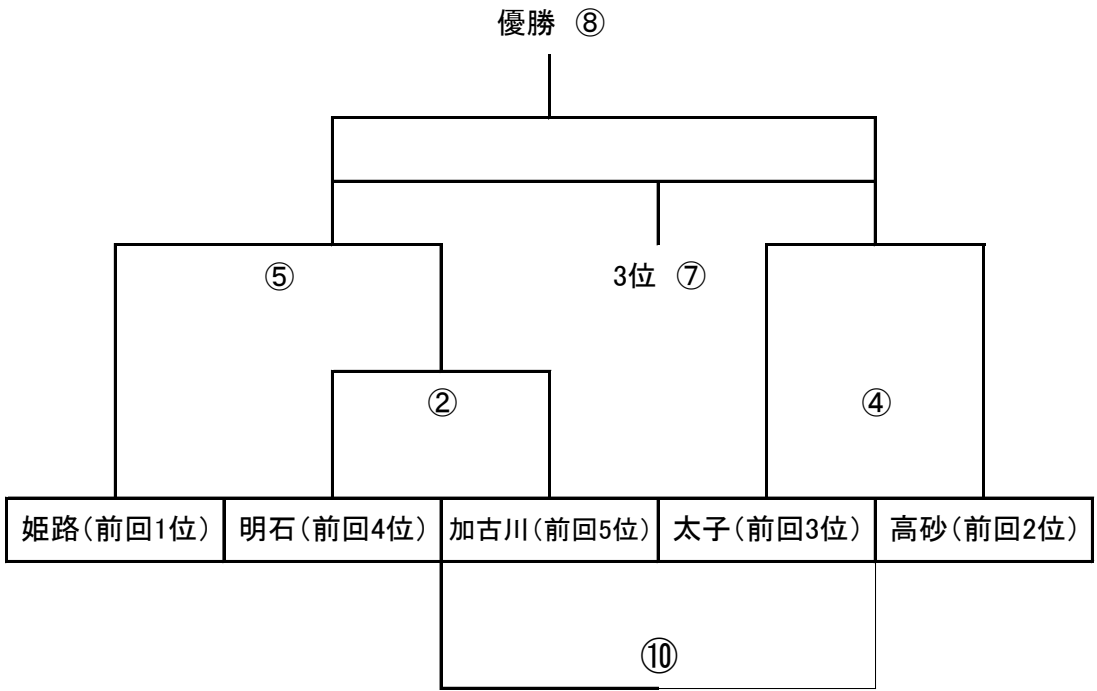 優勝 ⑧
⑤
3位 ⑦
②
④
姫路(前回1位) 明石(前回4位) 加古川(前回5位) 太子(前回3位) 高砂(前回2位)
⑩